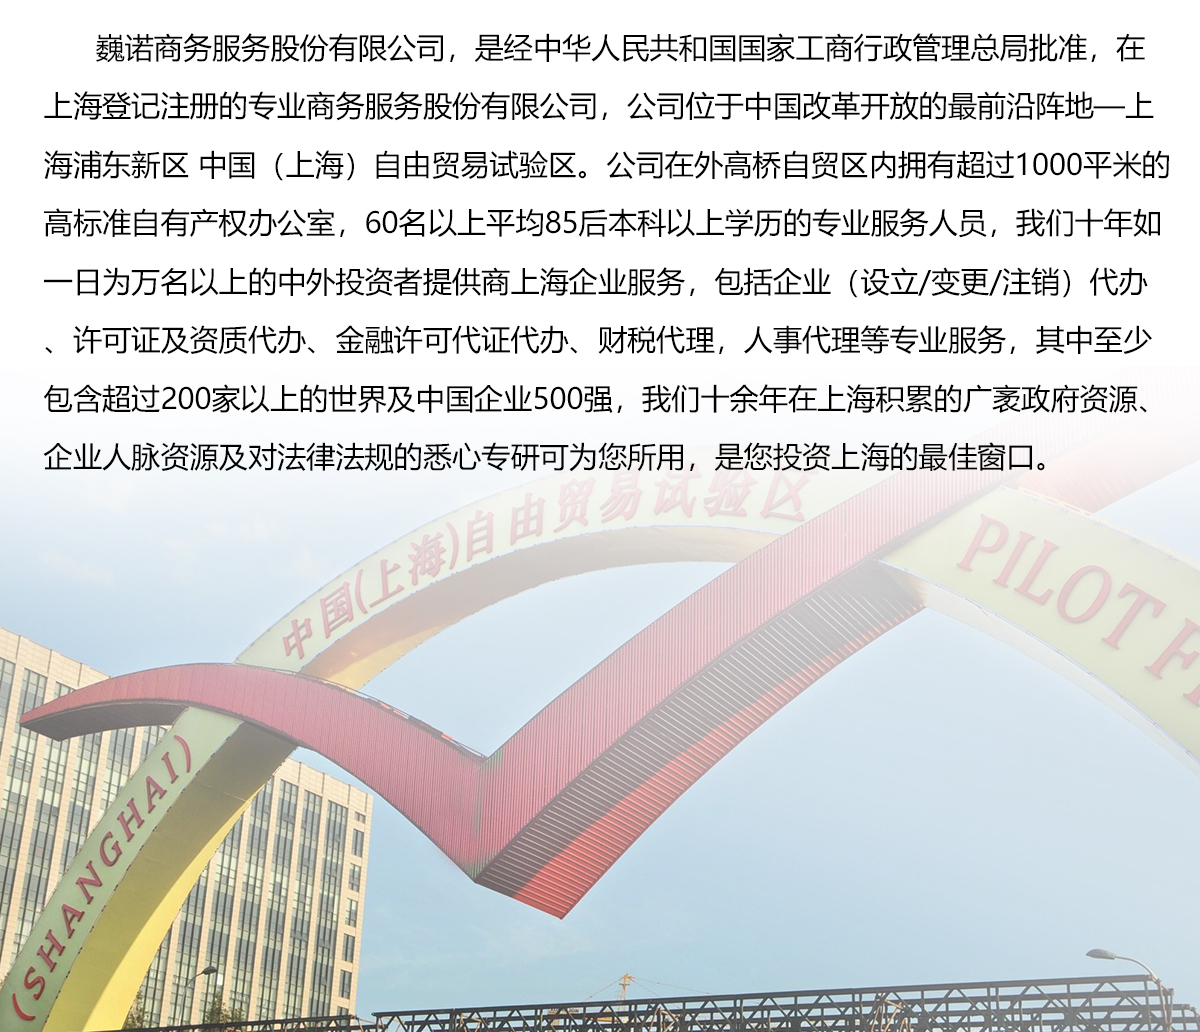 巍诺商务服务股份有限公司，是经中华人民共和国国家工商行政管理总局批准，在
上海登记注册的专业商务服务股份有限公司，公司位于中国改革开放的最前沿阵地—上
海浦东新区 中国（上海）自由贸易试验区。公司在外高桥自贸区内拥有超过1000平米的
高标准自有产权办公室，60名以上平均85后本科以上学历的专业服务人员，我们十年如
一日为万名以上的中外投资者提供商上海企业服务，包括企业（设立/变更/注销）代办
、许可证及资质代办、金融许可代证代办、财税代理，人事代理等专业服务，其中至少
包含超过200家以上的世界及中国企业500强，我们十余年在上海积累的广袤政府资源、
企业人脉资源及对法律法规的悉心专研可为您所用，是您投资上海的最佳窗口。
中国(上海)自由贸易试验区
PILOT F
(SHANGHAI)